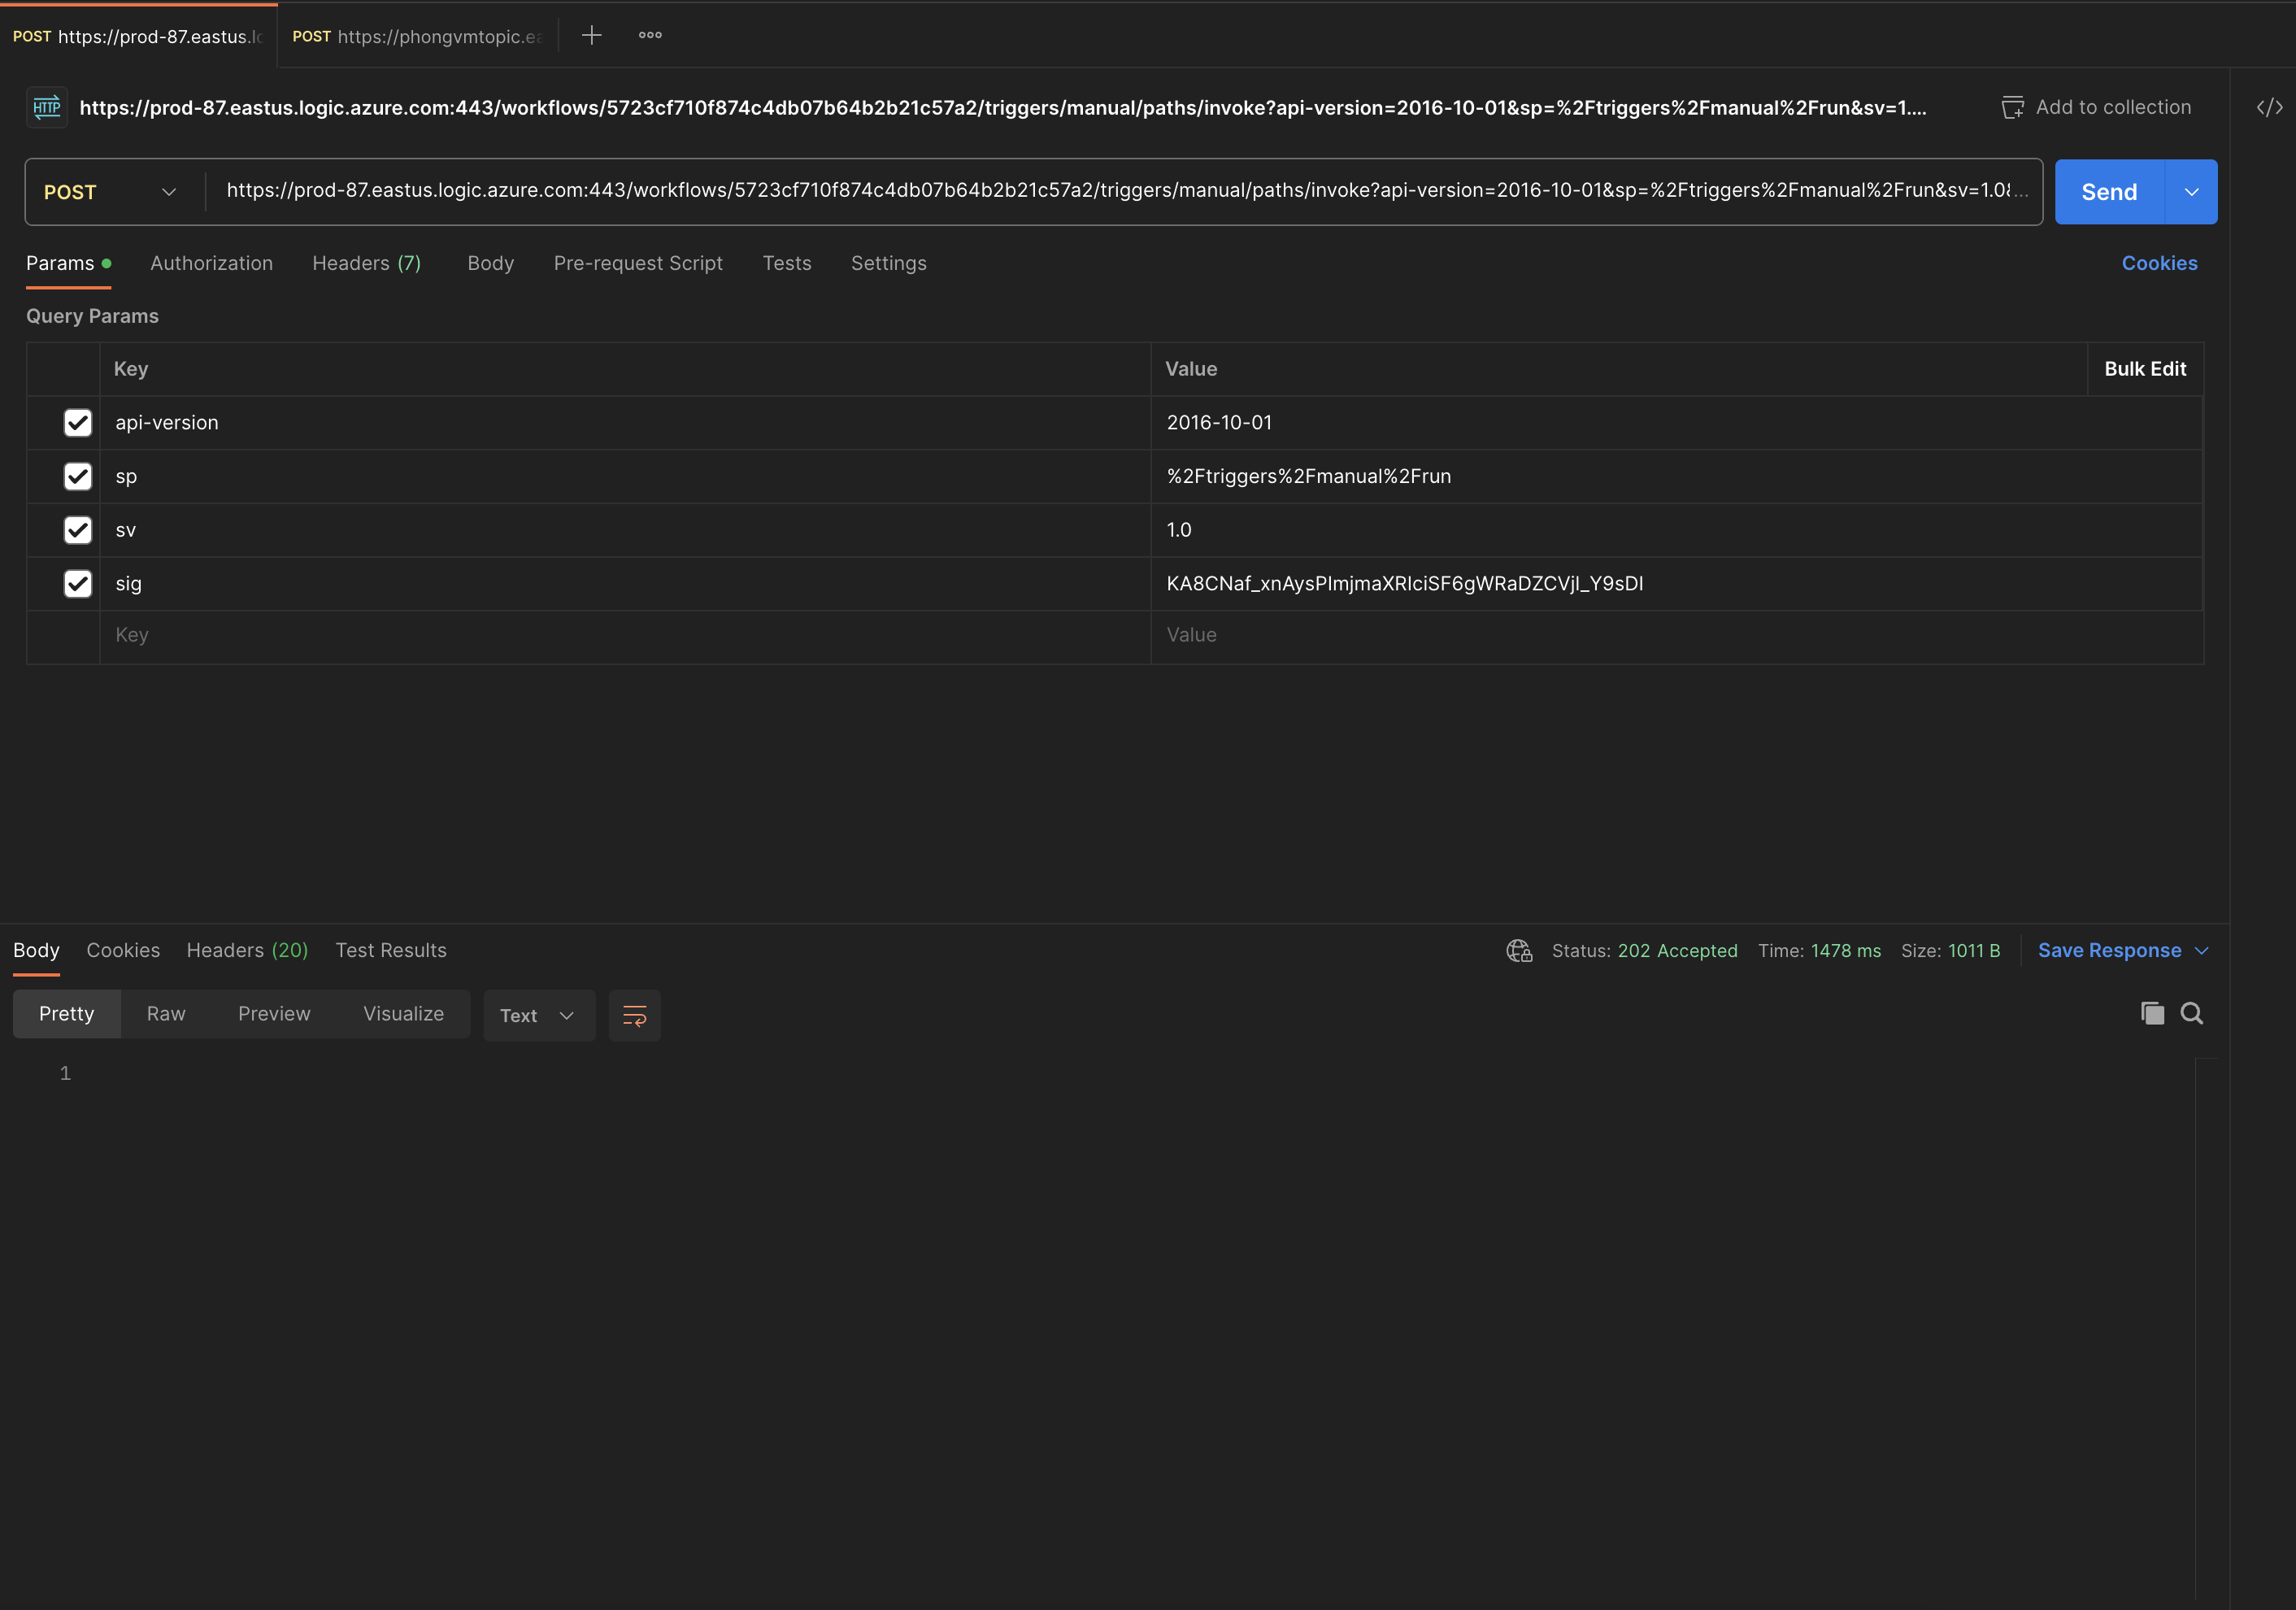 POST https://prod-87.eastus.lo
POST https://phongvmtopic.ea
HTTP https://prod-87.eastus.logic.azure.com:443/workflows/5723cf710f874c4db07b64b2b21c57a2/triggers/manual/paths/invoke?api-version=2016-10-01&sp=%2Ftriggers%2Fmanual%2Frun&sv=1....
Add to collection
POST https://prod-87.eastus.logic.azure.com:443/workflows/5723cf710f874c4db07b64b2b21c57a2/triggers/manual/paths/invoke?api-version=2016-10-01&sp=%2Ftriggers%2Fmanual%2Frun&sv=1.0&...
Send
Params Authorization Headers (7) Body Pre-request Script Tests Settings Cookies
Query Params
Key Value Bulk Edit
api-version 2016-10-01
sp %2Ftriggers%2Fmanual%2Frun
sv 1.0
sig KA8CNaf_xnAysPlmjmaXRlciSF6gWRaDZCVjl_Y9sDI
Key Value
Body Cookies Headers (20) Test Results Status: 202 Accepted Time: 1478 ms Size: 1011 B Save Response
Pretty Raw Preview Visualize Text
1